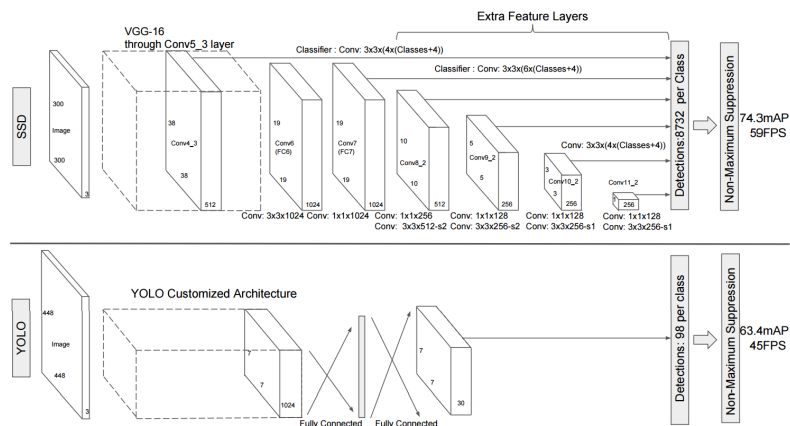 Extra Feature Layers
VGG-16
through Conv5_3 layer
Classifier : Conv: 3x3x(4x(Classes+4))
Classifier : Conv: 3x3x(6x(Classes+4))
SSD
300
Image
300
3
38
Conv4_3
38
512
19
Conv6
(FC6)
19
1024
19
Conv7
(FC7)
19
1024
10
Conv8_2
10
512
5
Conv9_2
5
256
Conv: 3x3x(4x(Classes+4))
3
Conv10_2
3
256
Conv11_2
256
Detections:8732 per Class
Non-Maximum Suppression
74.3mAP
59FPS
Conv: 3x3x1024
Conv: 1x1x1024
Conv: 1x1x256
Conv: 3x3x512-s2
Conv: 1x1x128
Conv: 3x3x256-s2
Conv: 1x1x128
Conv: 3x3x256-s1
Conv: 1x1x128
Conv: 3x3x256-s1
YOLO
YOLO Customized Architecture
448
Image
448
3
7
7
1024
Fully Connected
7
7
30
Fully Connected
Detections: 98 per class
Non-Maximum Suppression
63.4mAP
45FPS